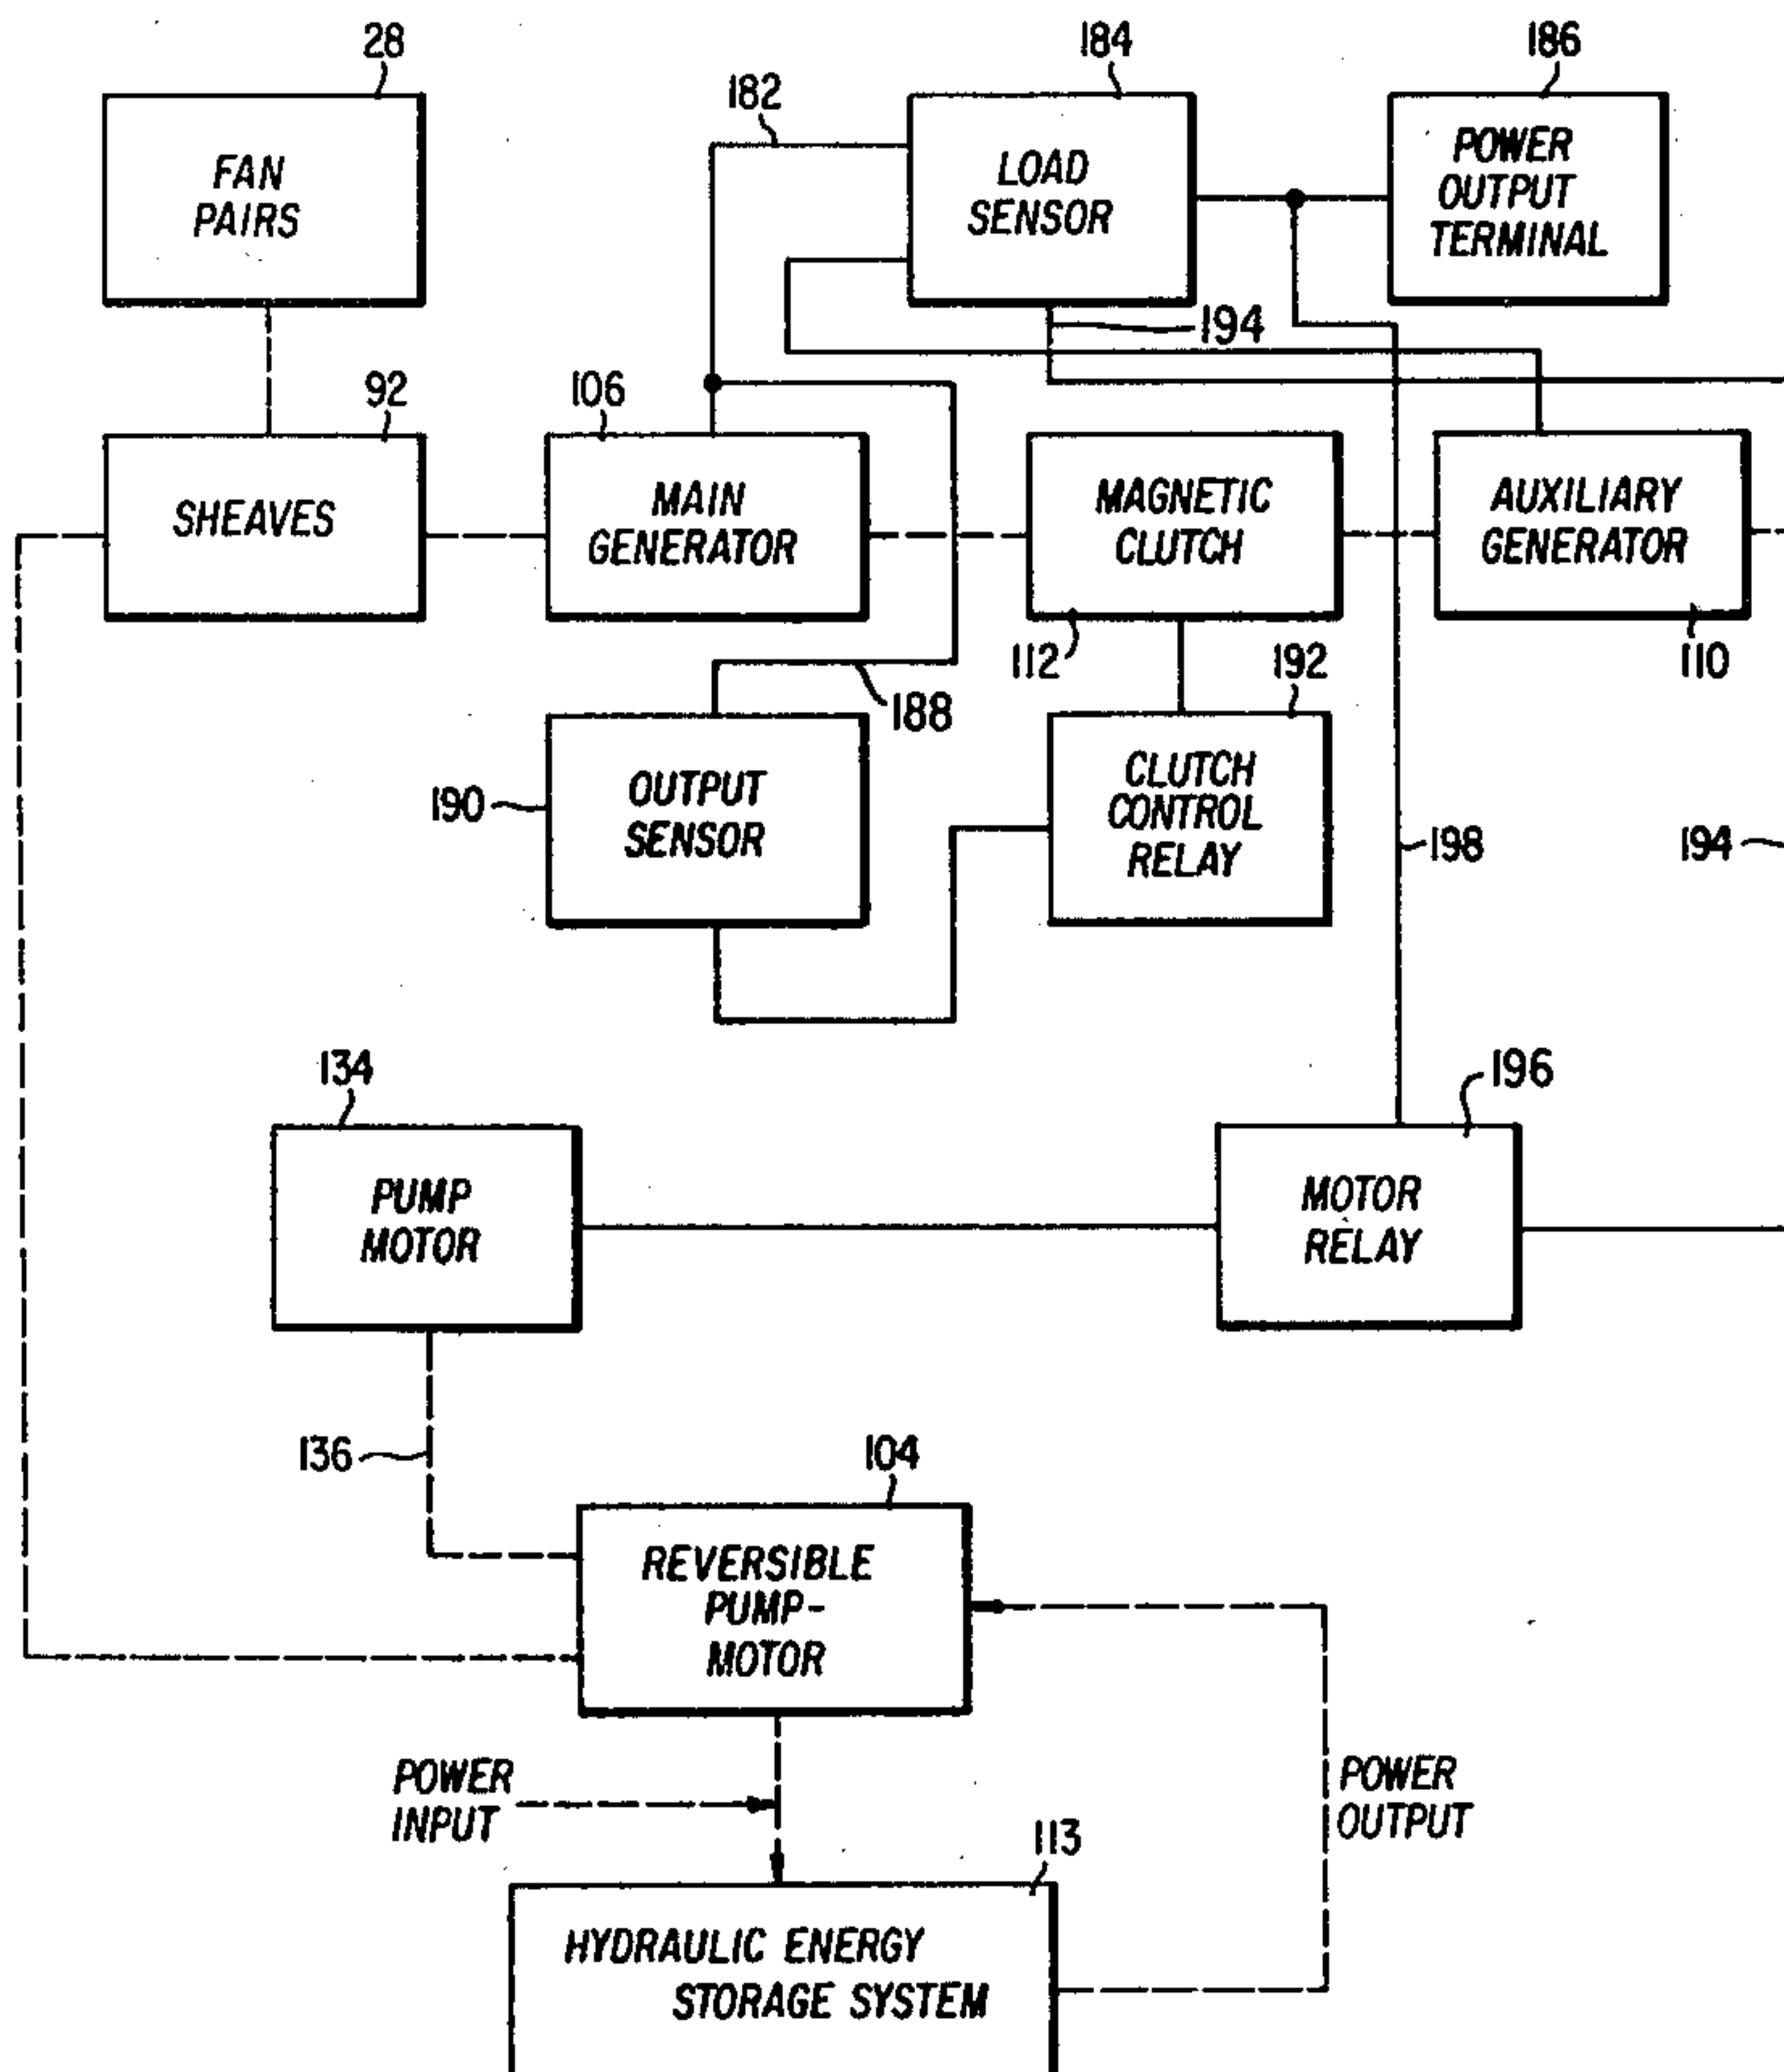 28
184
186
182
FAN
PAIRS
LOAD
SENSOR
POWER
OUTPUT
TERMINAL
194
92
106
SHEAVES
MAIN
GENERATOR
MAGNETIC
CLUTCH
AUXILIARY
GENERATOR
112
192
110
188
190
OUTPUT
SENSOR
CLUTCH
CONTROL
RELAY
198
194
134
196
PUMP
MOTOR
MOTOR
RELAY
136
104
REVERSIBLE
PUMP-
MOTOR
POWER
INPUT
POWER
OUTPUT
113
HYDRAULIC ENERGY
STORAGE SYSTEM